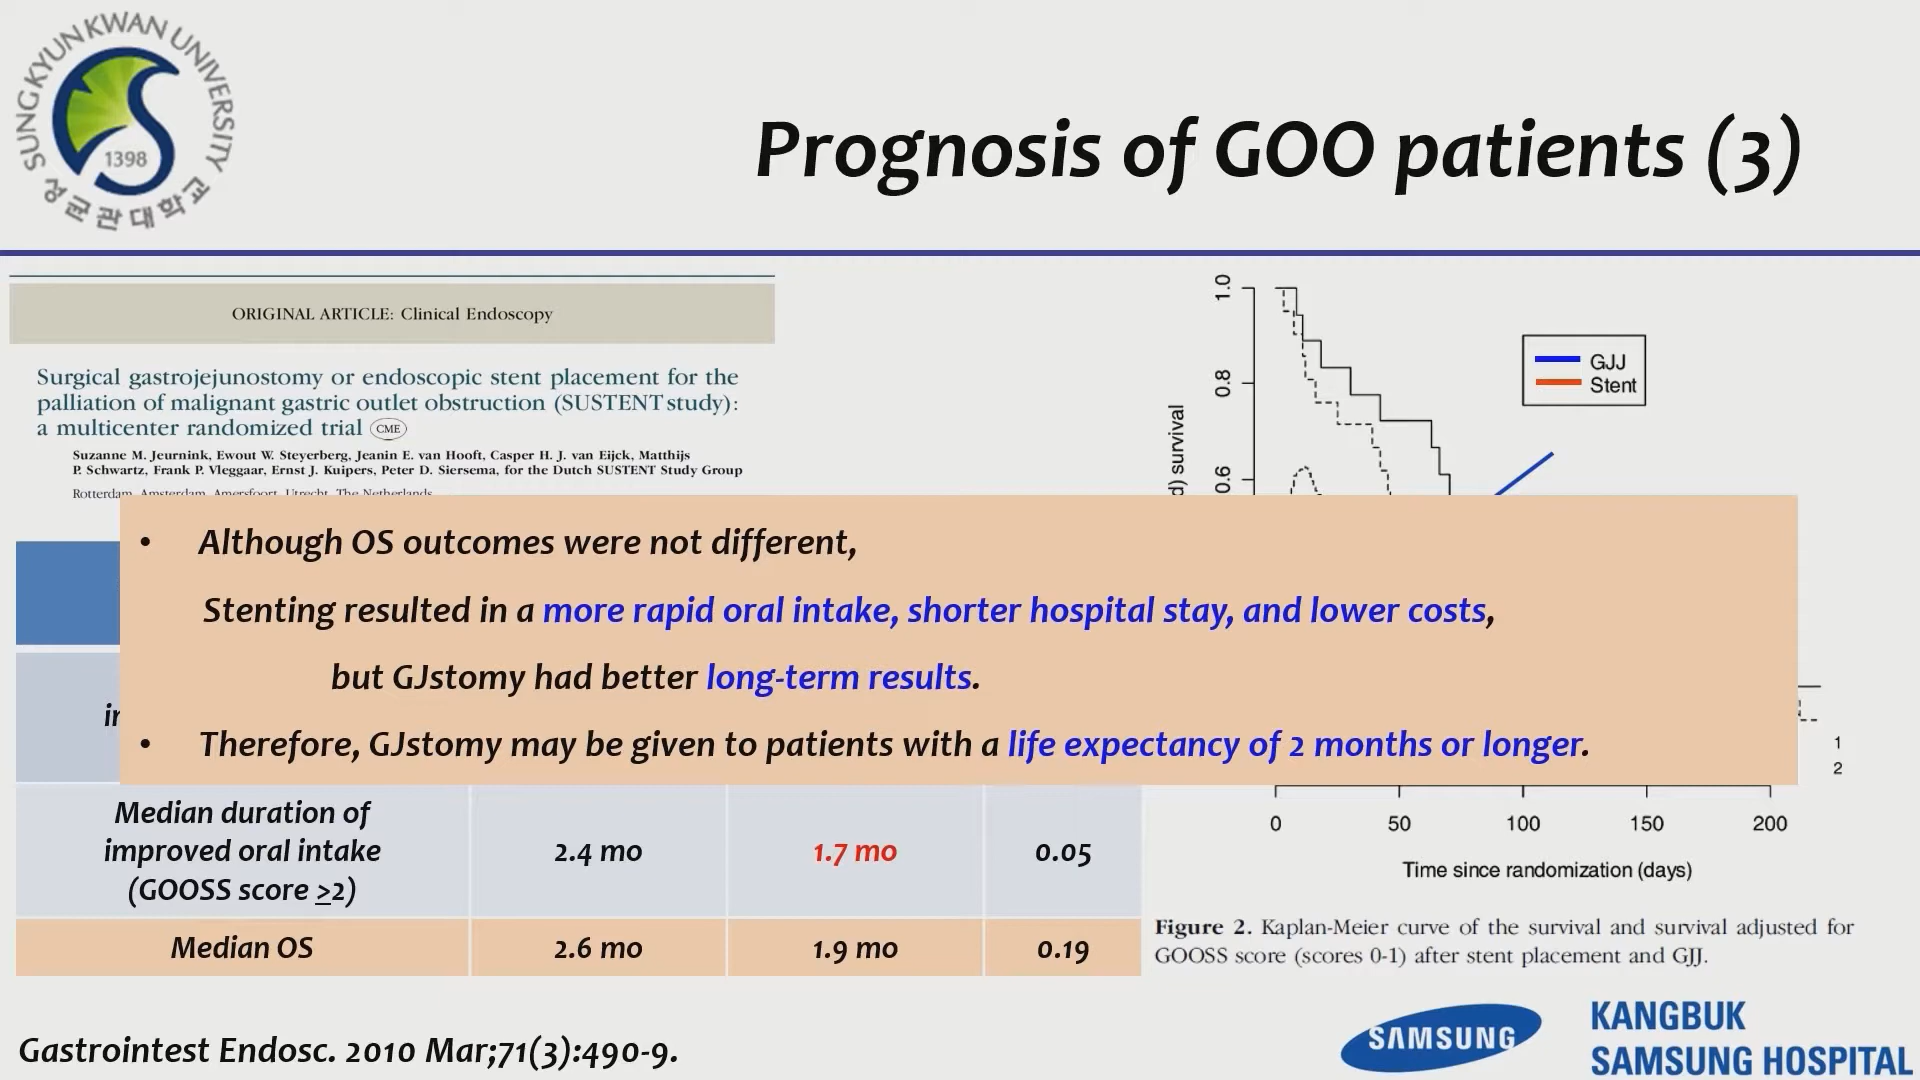 SUNGKYUNKWAN UNIVERSITY
1398
성균관대학교
Prognosis of GOO patients (3)
ORIGINAL ARTICLE: Clinical Endoscopy
Surgical gastrojejunostomy or endoscopic stent placement for the
palliation of malignant gastric outlet obstruction (SUSTENT study):
a multicenter randomized trial CME
Suzanne M. Jeurnink, Ewout W. Steyerberg, Jeanin E. van Hooft, Casper H. J. van Eijck, Matthijs
P. Schwartz, Frank P. Vleggaar, Ernst J. Kuipers, Peter D. Siersema, for the Dutch SUSTENT Study Group
Rotterdam, Amsterdam, Amersfoort, Utrecht, The Netherlands
1.0
0.8
0.6
survival
GJJ
Stent
• Although OS outcomes were not different,
Stenting resulted in a more rapid oral intake, shorter hospital stay, and lower costs,
but GJstomy had better long-term results.
• Therefore, GJstomy may be given to patients with a life expectancy of 2 months or longer.
1
2
Median duration of
improved oral intake
(GOOSS score ≥2)
2.4 mo
1.7 mo
0.05
Median OS
2.6 mo
1.9 mo
0.19
0 50 100 150 200
Time since randomization (days)
Figure 2. Kaplan-Meier curve of the survival and survival adjusted for
GOOSS score (scores 0-1) after stent placement and GJJ.
Gastrointest Endosc. 2010 Mar;71(3):490-9.
SAMSUNG
KANGBUK
SAMSUNG HOSPITAL